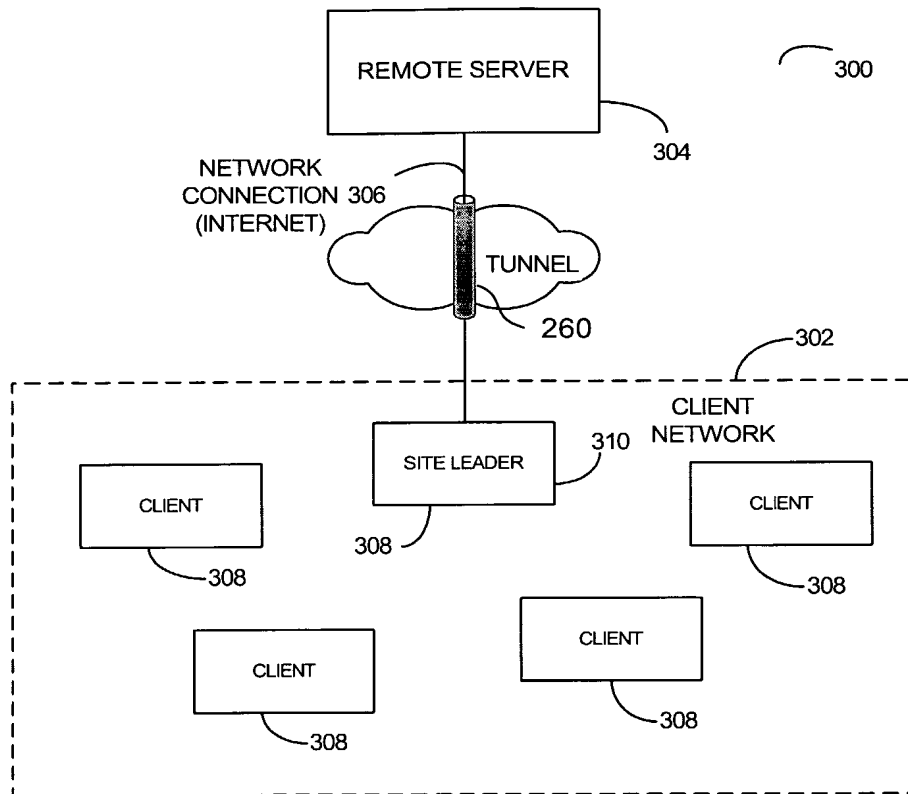 REMOTE SERVER
300
304
NETWORK
CONNECTION 306
(INTERNET)
TUNNEL
260
302
CLIENT
NETWORK
SITE LEADER
310
308
CLIENT
308
CLIENT
308
CLIENT
308
CLIENT
308